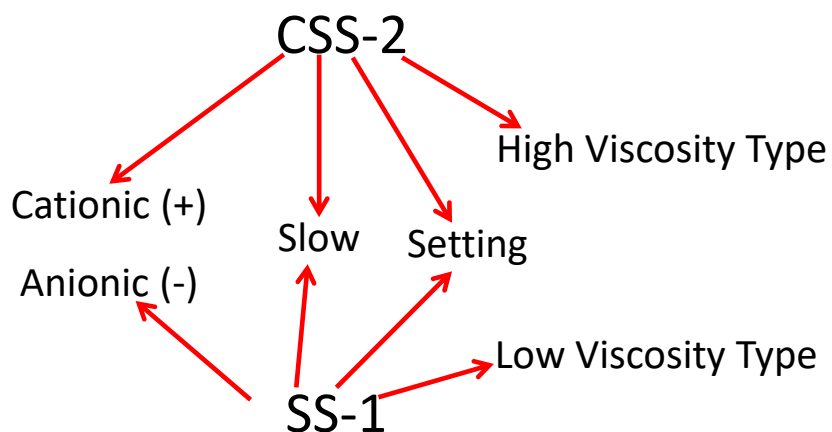 CSS-2
High Viscosity Type
Cationic (+)
Slow
Setting
Anionic (-)
Low Viscosity Type
SS-1